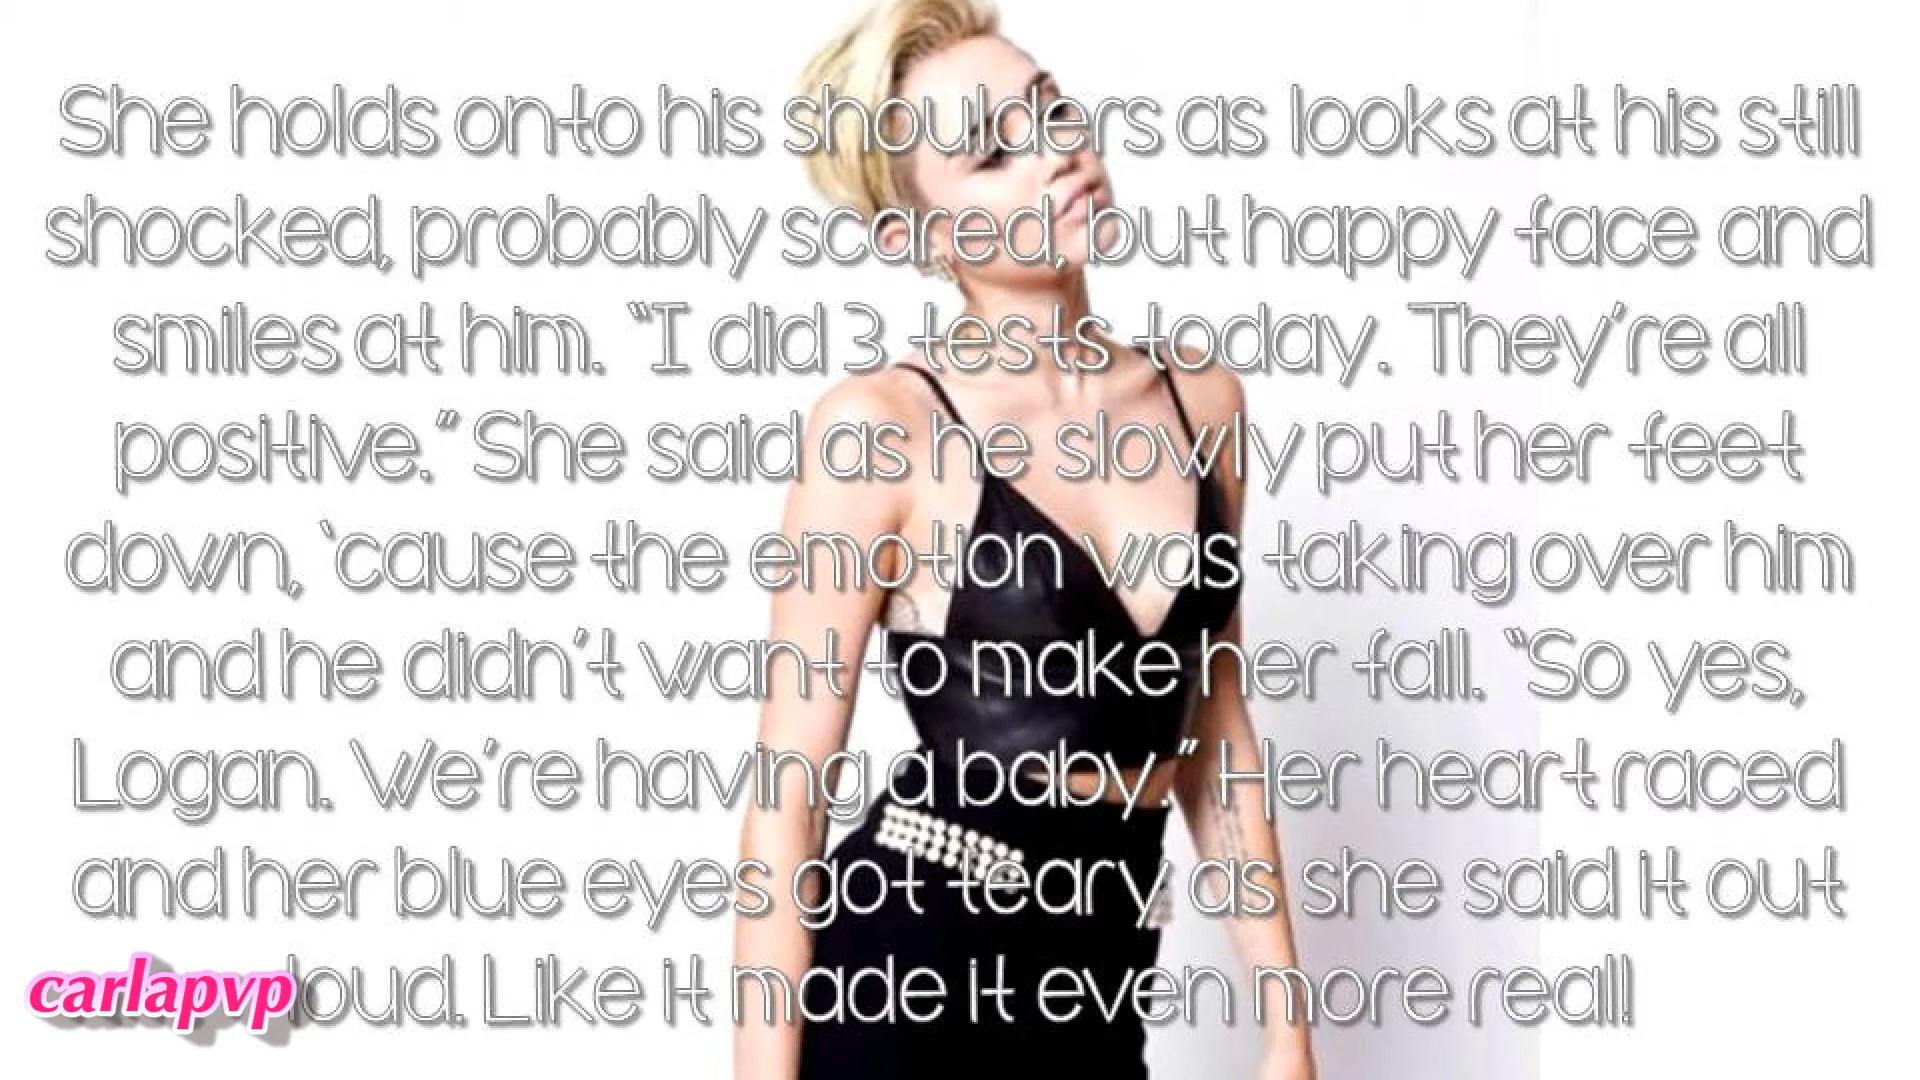 She holds onto his shoulders as looks at his still
shocked, probably scared, but happy face and
smiles at him. “I did 3 tests today. They’re all
positive.” She said as he slowly put her feet
down, ‘cause the emotion was taking over him
and he didn’t want to make her fall. “So yes,
Logan. We’re having a baby.” Her heart raced
and her blue eyes got teary as she said it out
loud. Like it made it even more real!
carlapvp